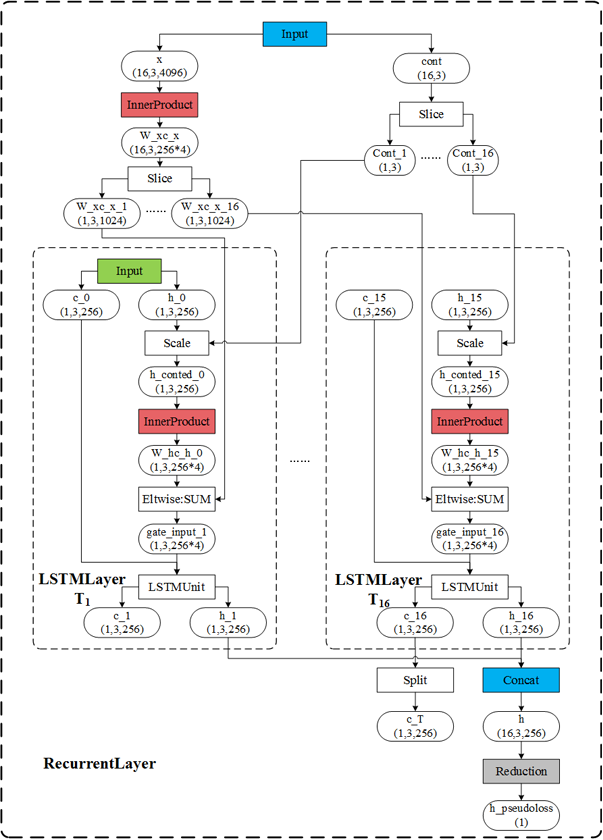 Input
x
(16,3,4096)
cont
(16,3)
InnerProduct
Slice
W_xc_x
(16,3,256*4)
Cont_1
(1,3)
......
Cont_16
(1,3)
Slice
W_xc_x_1
(1,3,1024)
......
W_xc_x_16
(1,3,1024)
Input
c_0
(1,3,256)
h_0
(1,3,256)
c_15
(1,3,256)
h_15
(1,3,256)
Scale
Scale
h_conted_0
(1,3,256)
h_conted_15
(1,3,256)
InnerProduct
InnerProduct
W_hc_h_0
(1,3,256*4)
......
W_hc_h_15
(1,3,256*4)
Eltwise:SUM
Eltwise:SUM
gate_input_1
(1,3,256*4)
gate_input_16
(1,3,256*4)
LSTMLayer
T1
LSTMUnit
LSTMLayer
T16
LSTMUnit
c_1
(1,3,256)
h_1
(1,3,256)
c_16
(1,3,256)
h_16
(1,3,256)
Split
Concat
c_T
(1,3,256)
h
(16,3,256)
RecurrentLayer
Reduction
h_pseudoloss
(1)